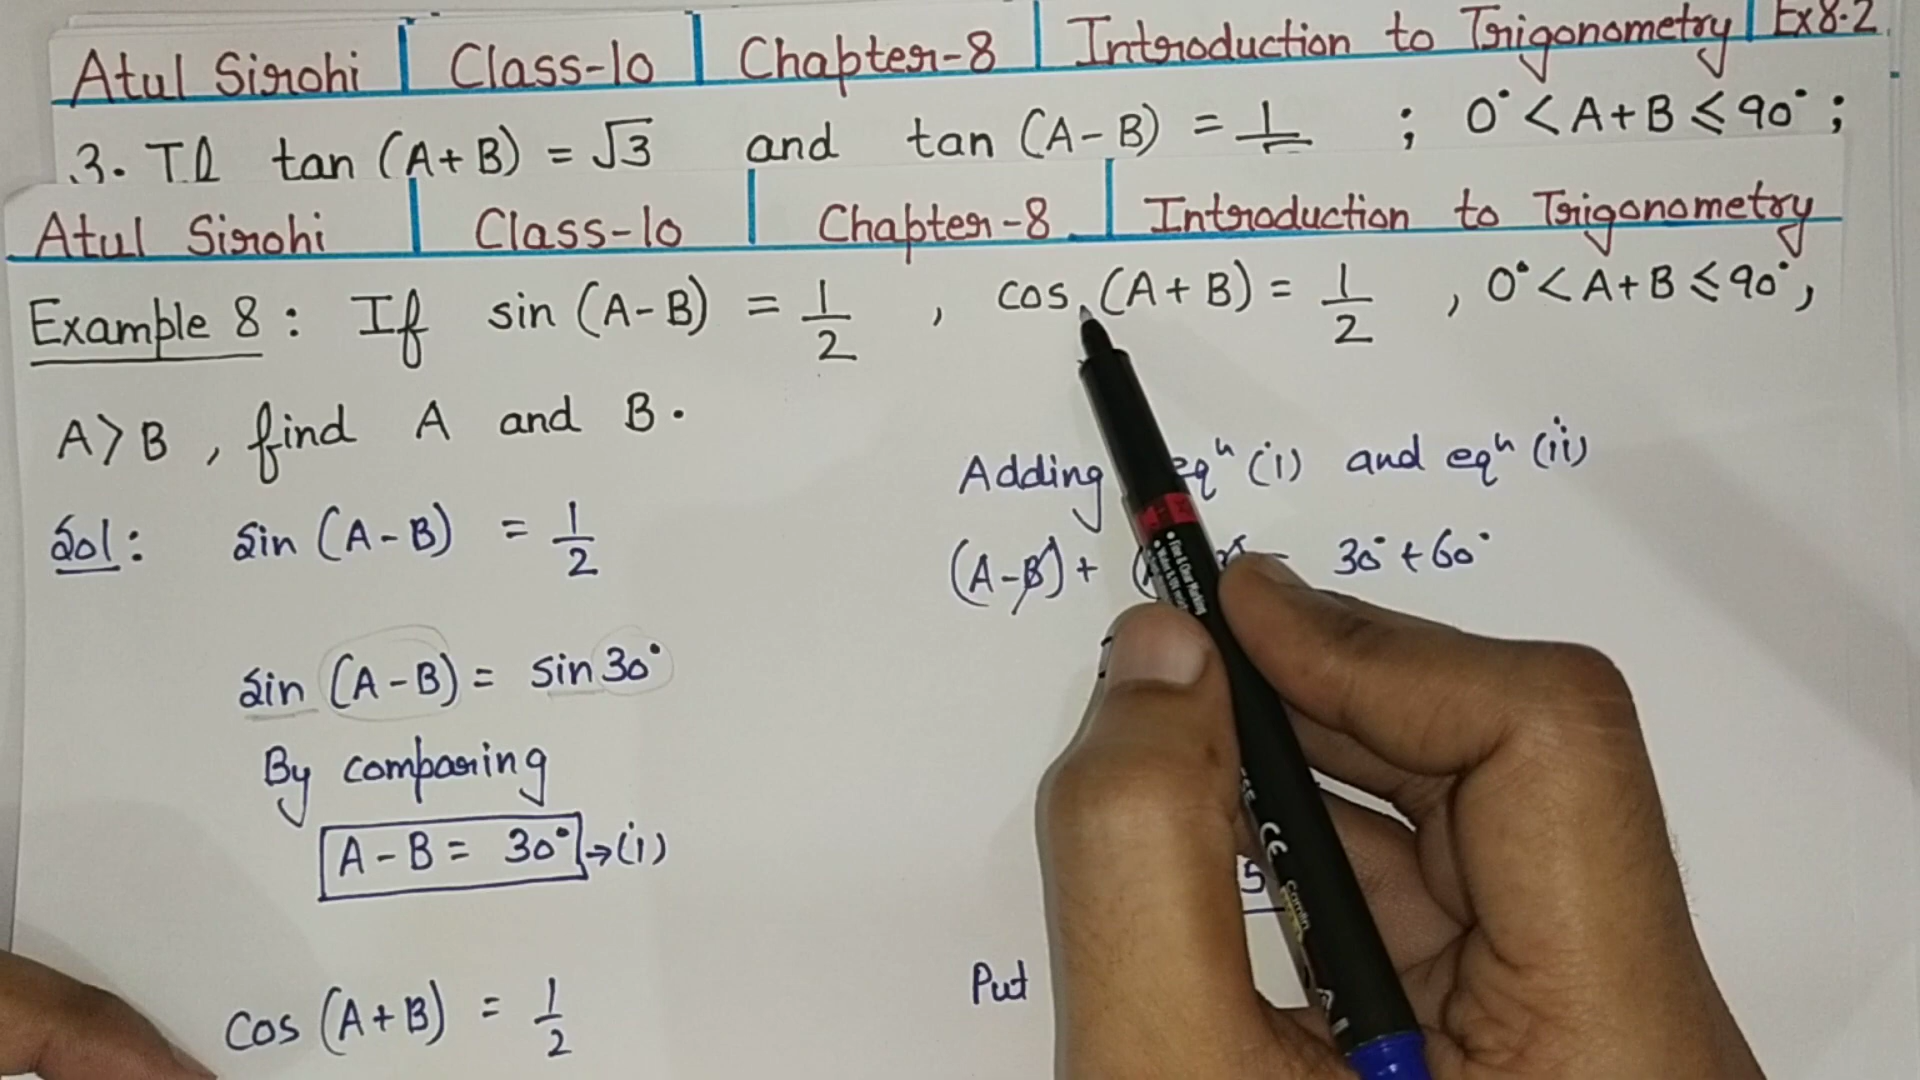 Atul Sirohi | Class-10 | Chapter-8 | Introduction to Trigonometry | Ex 8.2
3. If tan (A+B) = √3 and tan (A-B) = 1/ ; 0° < A+B ≤ 90° ;
Atul Sirohi | Class-10 | Chapter-8 | Introduction to Trigonometry
Example 8 : If sin (A-B) = 1/2 , cos (A+B) = 1/2 , 0° < A+B ≤ 90° ,
A > B , find A and B .
Sol : sin (A-B) = 1/2
sin (A-B) = sin 30°
By comparing
A - B = 30° → (i)
cos (A+B) = 1/2
Adding eqn (i) and eqn (ii)
(A-B) + ( 30° + 60°
5
Put
CE